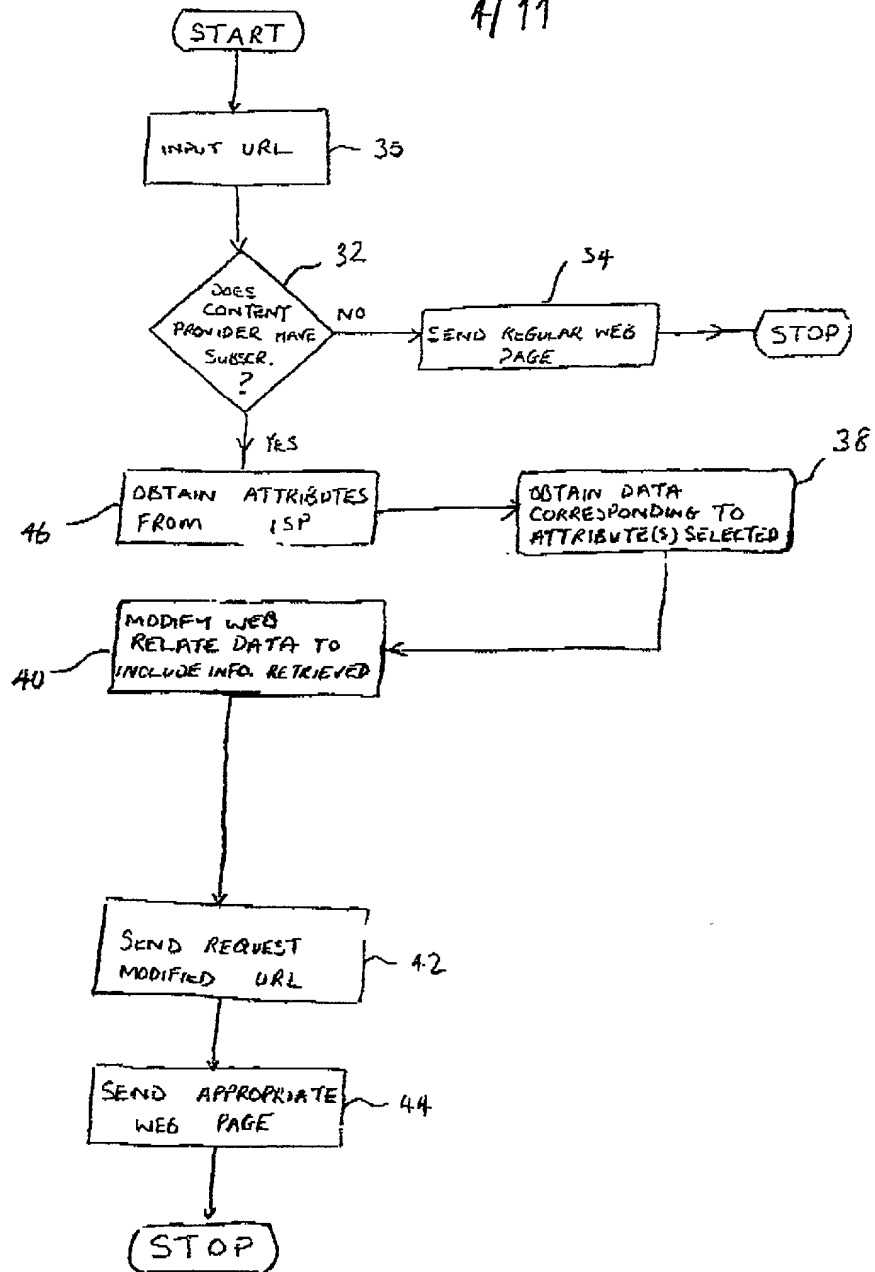 4/11
START
INPUT URL
30
32
DOES
CONTENT
PROVIDER HAVE
SUBSCR.
?
NO
34
SEND REGULAR WEB
PAGE
STOP
YES
46
OBTAIN ATTRIBUTES
FROM ISP
38
OBTAIN DATA
CORRESPONDING TO
ATTRIBUTE(S) SELECTED
40
MODIFY WEB
RELATE DATA TO
INCLUDE INFO. RETRIEVED
SEND REQUEST
MODIFIED URL
42
SEND APPROPRIATE
WEB PAGE
44
STOP